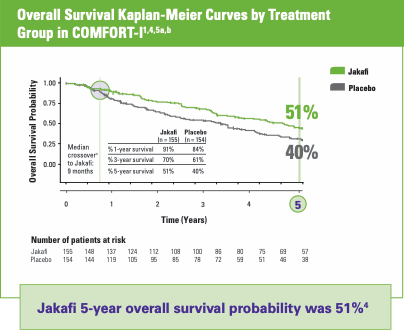 Overall Survival Kaplan-Meier Curves by Treatment
Group in COMFORT-I1,4,5a,b
Jakafi
Placebo
Overall Survival Probability
1.00
0.75
0.50
0.25
0.00
51%
40%
Median
crossoverc
to Jakafi:
9 months
Jakafi Placebo
(n = 155) (n = 154)
% 1-year survival 91% 84%
% 3-year survival 70% 61%
% 5-year survival 51% 40%
0 1 2 3 4 5
Time (Years)
Number of patients at risk
Jakafi 155 148 137 124 112 108 100 86 80 75 69 57
Placebo 154 144 119 105 95 85 78 72 59 51 46 38
Jakafi 5-year overall survival probability was 51%4